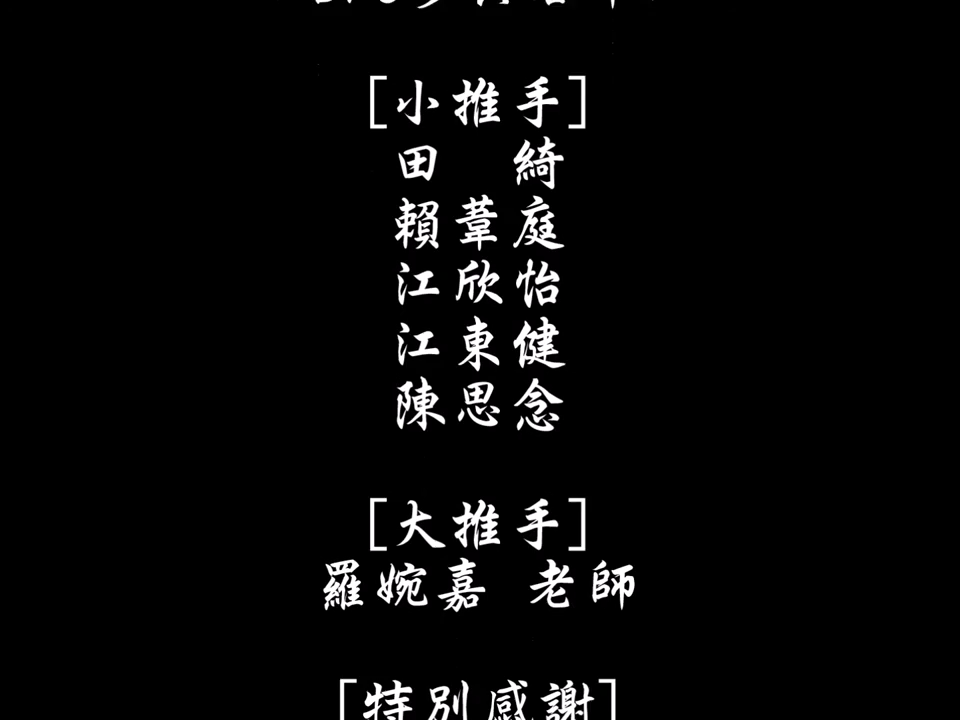 [小推手]
田 綺
賴葦庭
江欣怡
江東健
陳思念
[大推手]
羅婉嘉 老師
[特別感謝]